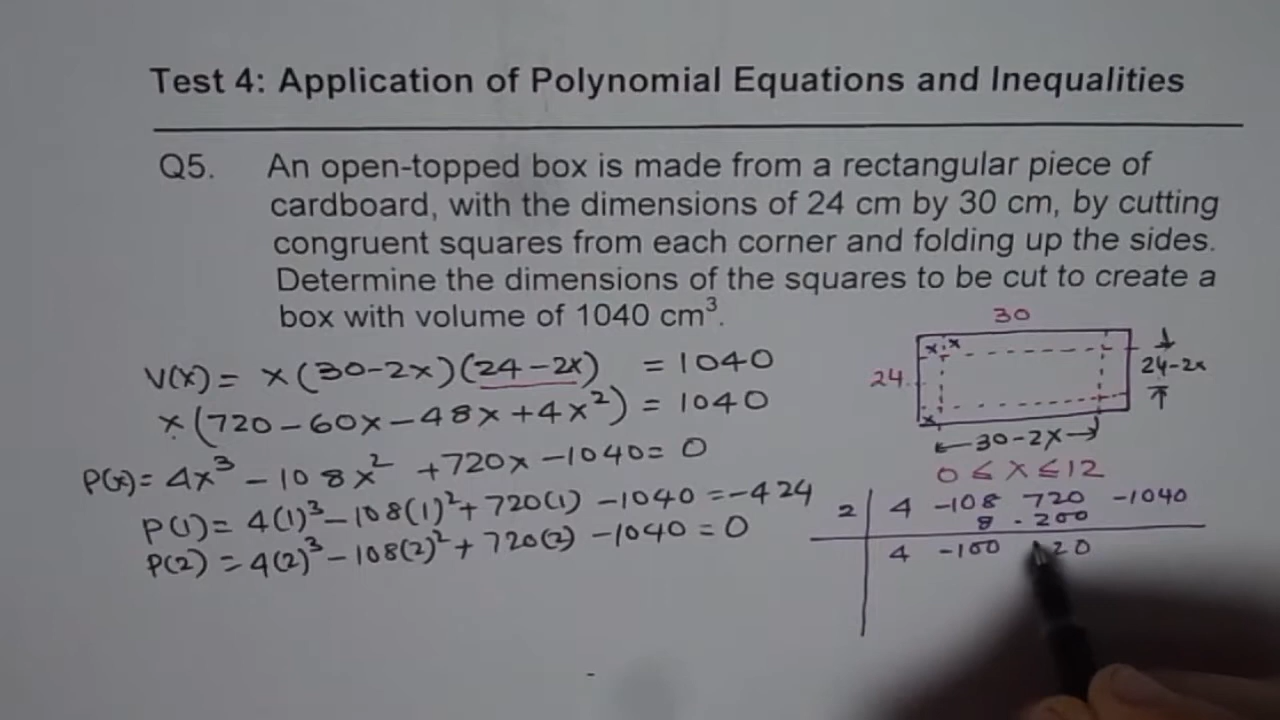 Test 4: Application of Polynomial Equations and Inequalities
Q5. An open-topped box is made from a rectangular piece of
cardboard, with the dimensions of 24 cm by 30 cm, by cutting
congruent squares from each corner and folding up the sides.
Determine the dimensions of the squares to be cut to create a
box with volume of 1040 cm³.
30
x x
24
24-2x
x
30-2x
0 ≤ x ≤ 12
V(x) = x(30-2x)(24-2x) = 1040
x(720-60x-48x+4x²) = 1040
P(x) = 4x³ - 108x² + 720x - 1040 = 0
P(1) = 4(1)³ - 108(1)² + 720(1) - 1040 = -424
P(2) = 4(2)³ - 108(2)² + 720(2) - 1040 = 0
2 4 -108 720 -1040
8 -200
4 -100 20